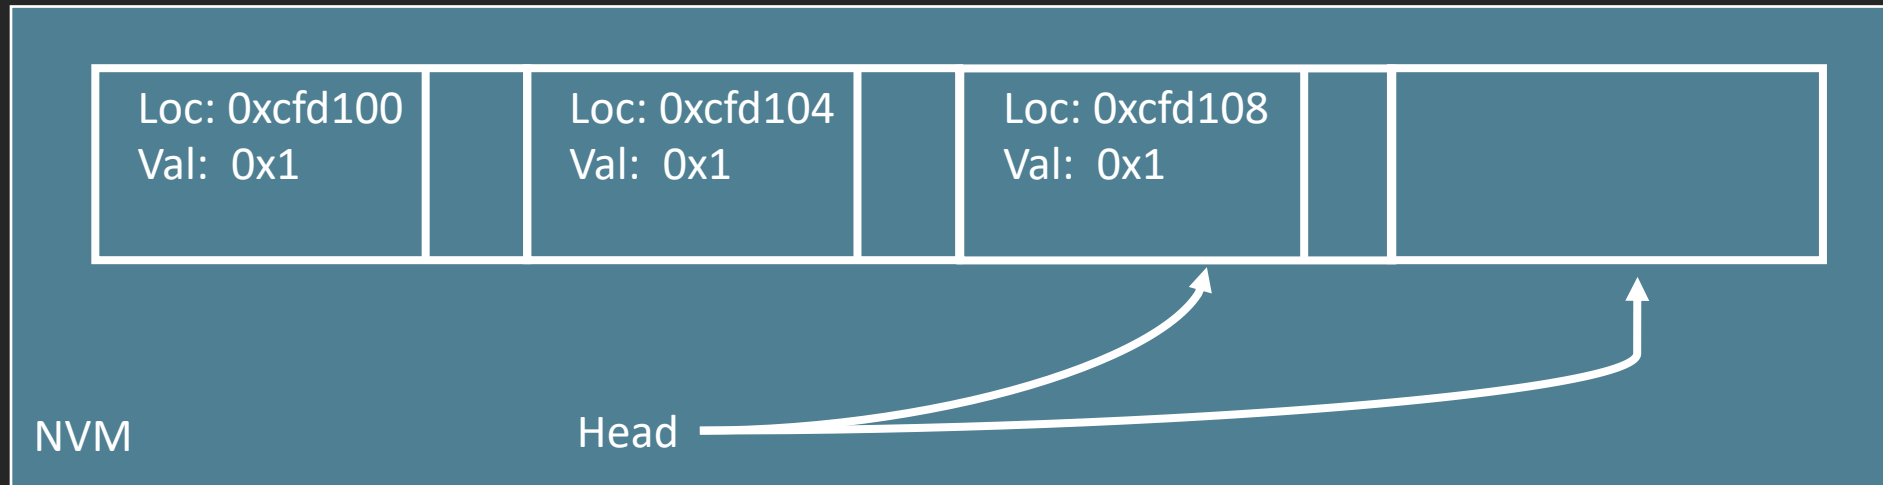 Loc: 0xcfd100
Val: 0x1
Loc: 0xcfd104
Val: 0x1
Loc: 0xcfd108
Val: 0x1
Head
NVM